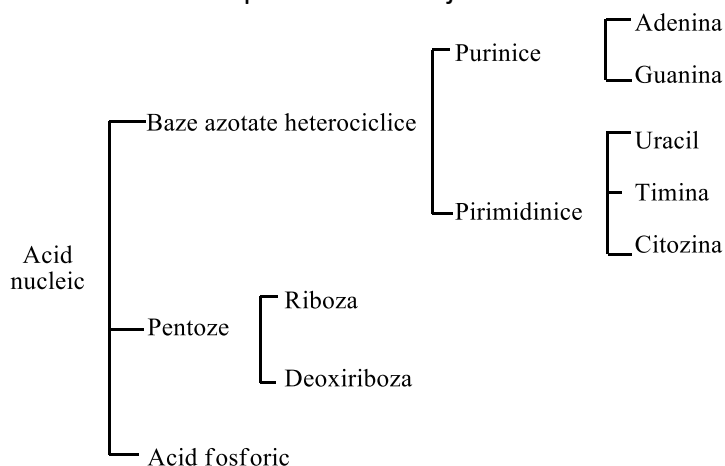 Adenina
Purinice
Guanina
Baze azotate heterociclice
Uracil
Timina
Pirimidinice
Citozina
Acid
nucleic
Riboza
Pentoze
Deoxiriboza
Acid fosforic